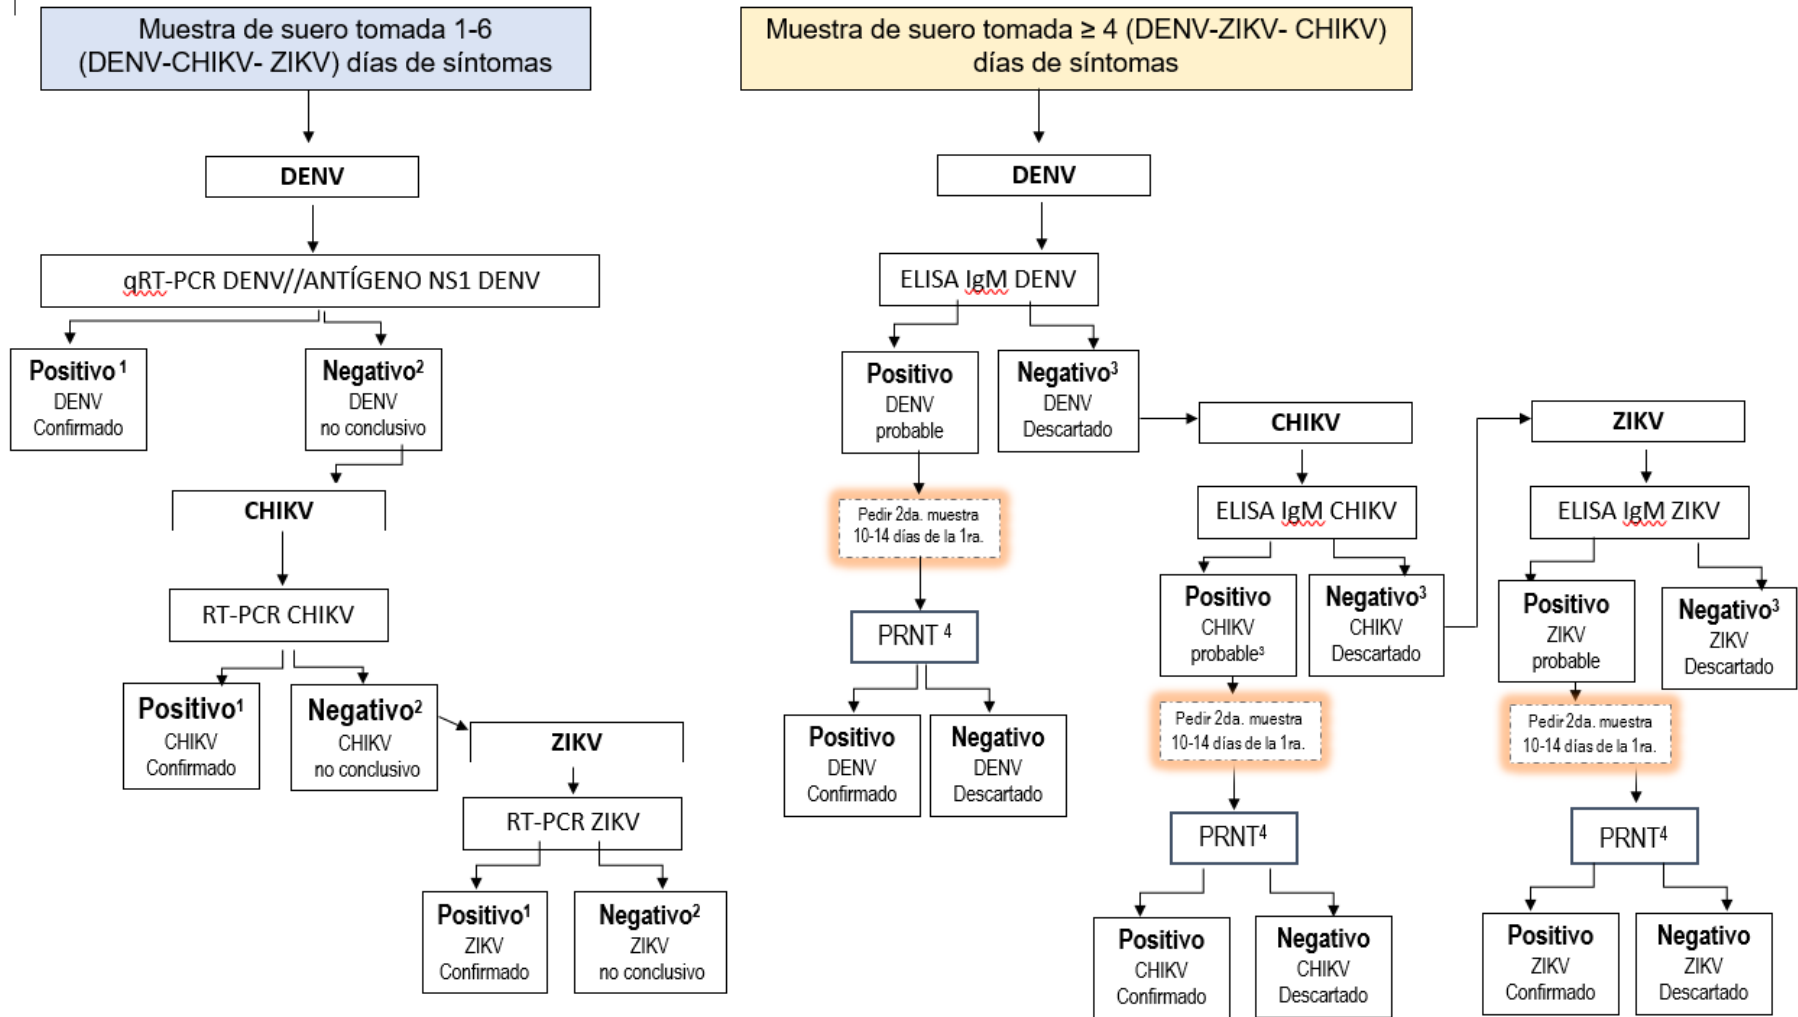 Muestra de suero tomada 1-6
(DENV-CHIKV- ZIKV) días de síntomas
DENV
qRT-PCR DENV//ANTÍGENO NS1 DENV
Positivo¹
DENV
Confirmado
Negativo²
DENV
no conclusivo
CHIKV
RT-PCR CHIKV
Positivo¹
CHIKV
Confirmado
Negativo²
CHIKV
no conclusivo
ZIKV
RT-PCR ZIKV
Positivo¹
ZIKV
Confirmado
Negativo²
ZIKV
no conclusivo
Muestra de suero tomada ≥ 4 (DENV-ZIKV- CHIKV)
días de síntomas
DENV
ELISA IgM DENV
Positivo
DENV
probable
Negativo³
DENV
Descartado
Pedir 2da. muestra
10-14 días de la 1ra.
PRNT ⁴
Positivo
DENV
Confirmado
Negativo
DENV
Descartado
CHIKV
ELISA IgM CHIKV
Positivo
CHIKV
probable³
Negativo³
CHIKV
Descartado
Pedir 2da. muestra
10-14 días de la 1ra.
PRNT⁴
Positivo
CHIKV
Confirmado
Negativo
CHIKV
Descartado
ZIKV
ELISA IgM ZIKV
Positivo
ZIKV
probable
Negativo³
ZIKV
Descartado
Pedir 2da. muestra
10-14 días de la 1ra.
PRNT⁴
Positivo
ZIKV
Confirmado
Negativo
ZIKV
Descartado